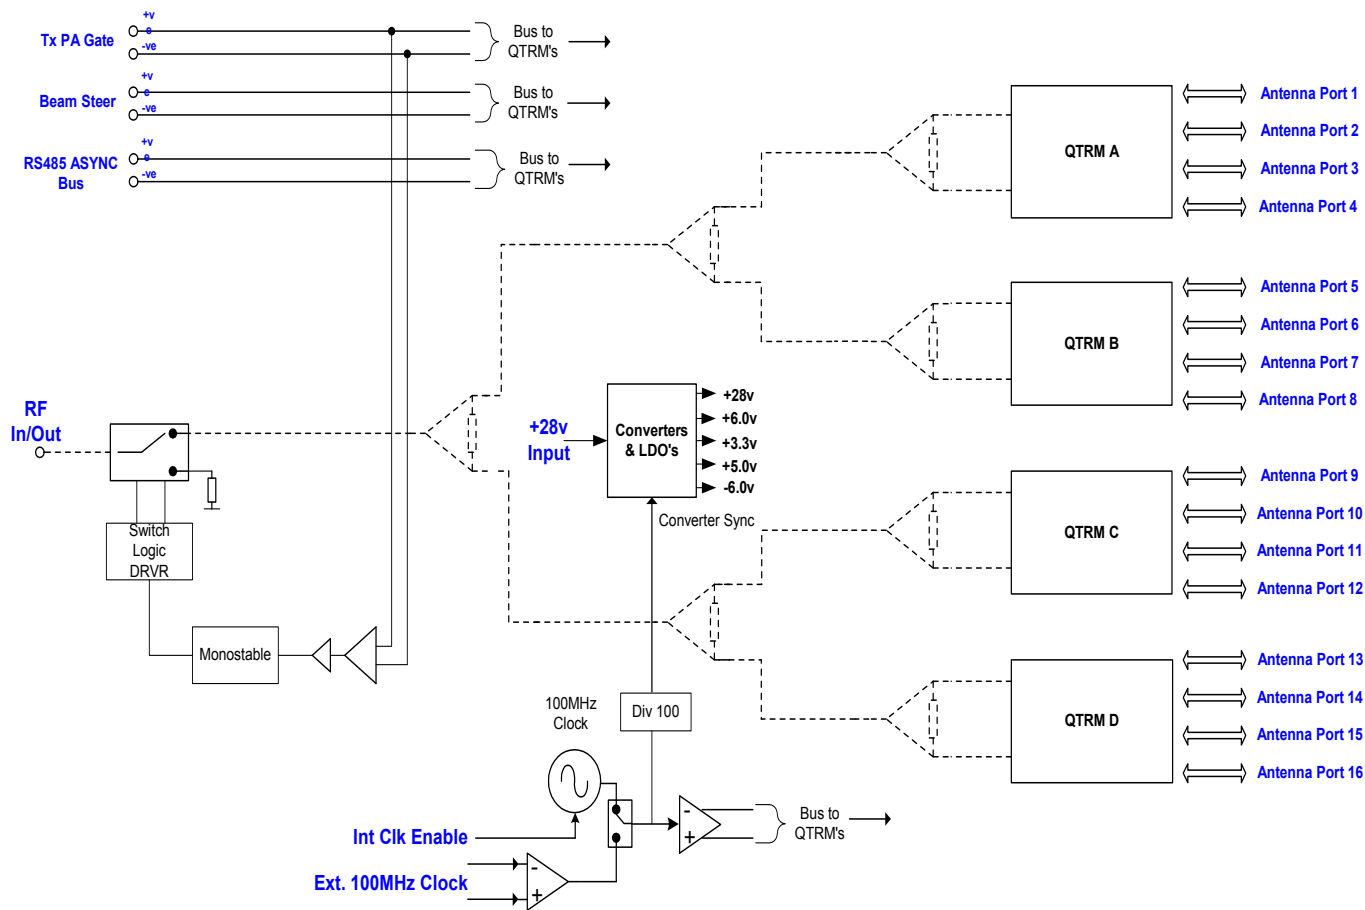 +v
e
Tx PA Gate
-ve
Bus to
QTRM's
+v
e
Beam Steer
-ve
Bus to
QTRM's
+v
e
RS485 ASYNC
Bus
-ve
Bus to
QTRM's
QTRM A
Antenna Port 1
Antenna Port 2
Antenna Port 3
Antenna Port 4
QTRM B
Antenna Port 5
Antenna Port 6
Antenna Port 7
Antenna Port 8
RF
In/Out
+28v
Input
Converters
& LDO's
+28v
+6.0v
+3.3v
+5.0v
-6.0v
Converter Sync
Switch
Logic
DRVR
Monostable
QTRM C
Antenna Port 9
Antenna Port 10
Antenna Port 11
Antenna Port 12
QTRM D
Antenna Port 13
Antenna Port 14
Antenna Port 15
Antenna Port 16
100MHz
Clock
Div 100
Int Clk Enable
Ext. 100MHz Clock
-
+
-
+
Bus to
QTRM's